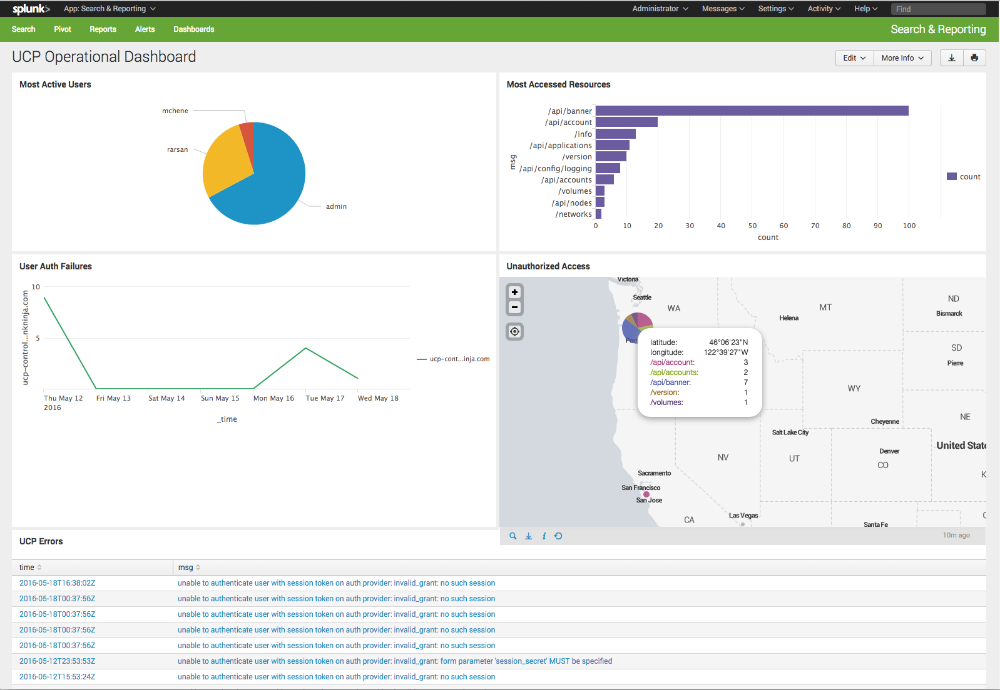 splunk> App: Search & Reporting Administrator Messages Settings Activity Help Find
Search Pivot Reports Alerts Dashboards Search & Reporting
UCP Operational Dashboard
Edit More Info
Most Active Users
mchene
rarsan
admin
Most Accessed Resources
msg
/api/banner
/api/account
/info
/api/applications
/version
/api/config/logging
/api/accounts
/volumes
/api/nodes
/networks
0 10 20 30 40 50 60 70 80 90 100
count
count
User Auth Failures
ucp-control...nkninja.com
10
5
Thu May 12 Fri May 13 Sat May 14 Sun May 15 Mon May 16 Tue May 17 Wed May 18
2016
_time
ucp-cont...inja.com
Unauthorized Access
+
−
Victoria
Seattle
WA
MT
ND
Helena
Bismarck
SD
Pierre
WY
NE
Cheyenne
Salt Lake City
United State
Denver
NV
UT
CO
Sacramento
San Francisco
San Jose
Las Vegas
CA
Santa Fe
latitude: 46°06'23"N
longitude: 122°39'27"W
/api/account: 3
/api/accounts: 2
/api/banner: 7
/version: 1
/volumes: 1
10m ago
UCP Errors
time msg
2016-05-18T16:38:02Z unable to authenticate user with session token on auth provider: invalid_grant: no such session
2016-05-18T00:37:56Z unable to authenticate user with session token on auth provider: invalid_grant: no such session
2016-05-18T00:37:56Z unable to authenticate user with session token on auth provider: invalid_grant: no such session
2016-05-18T00:37:56Z unable to authenticate user with session token on auth provider: invalid_grant: no such session
2016-05-18T00:37:56Z unable to authenticate user with session token on auth provider: invalid_grant: no such session
2016-05-12T23:53:53Z unable to authenticate user with session token on auth provider: invalid_grant: form parameter 'session_secret' MUST be specified
2016-05-12T15:53:24Z unable to authenticate user with session token on auth provider: invalid_grant: no such session